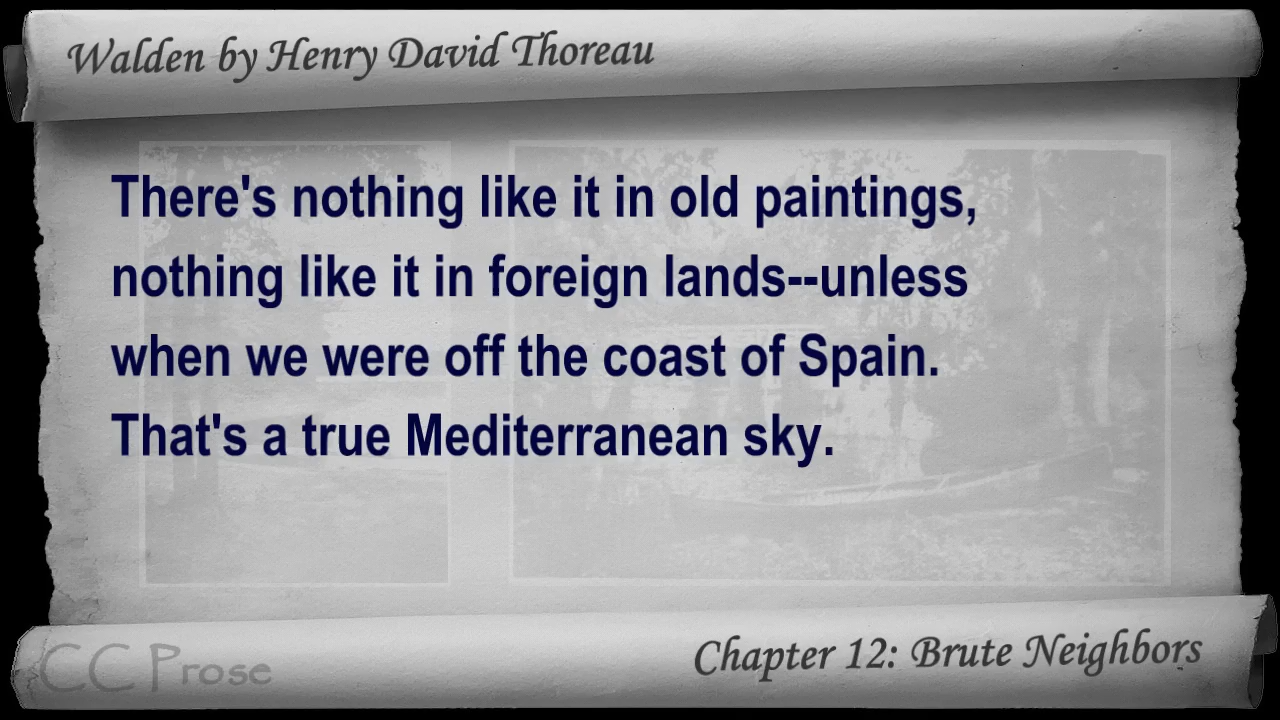 Walden by Henry David Thoreau
There's nothing like it in old paintings,
nothing like it in foreign lands--unless
when we were off the coast of Spain.
That's a true Mediterranean sky.
CC Prose
Chapter 12: Brute Neighbors